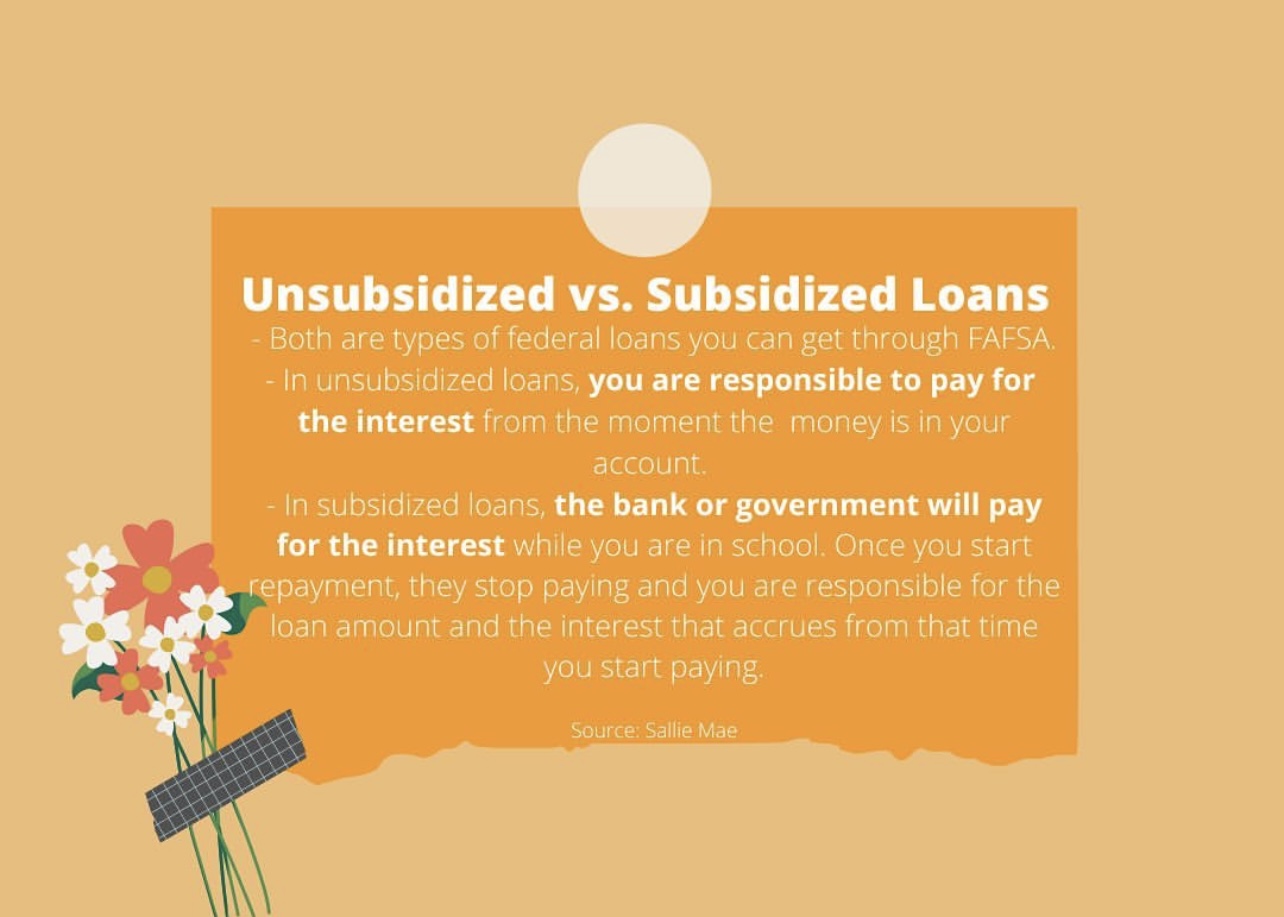 Unsubsidized vs. Subsidized Loans
- Both are types of federal loans you can get through FAFSA.
- In unsubsidized loans, you are responsible to pay for
the interest from the moment the  money is in your
account.
- In subsidized loans, the bank or government will pay
for the interest while you are in school. Once you start
repayment, they stop paying and you are responsible for the
loan amount and the interest that accrues from that time
you start paying.
Source: Sallie Mae